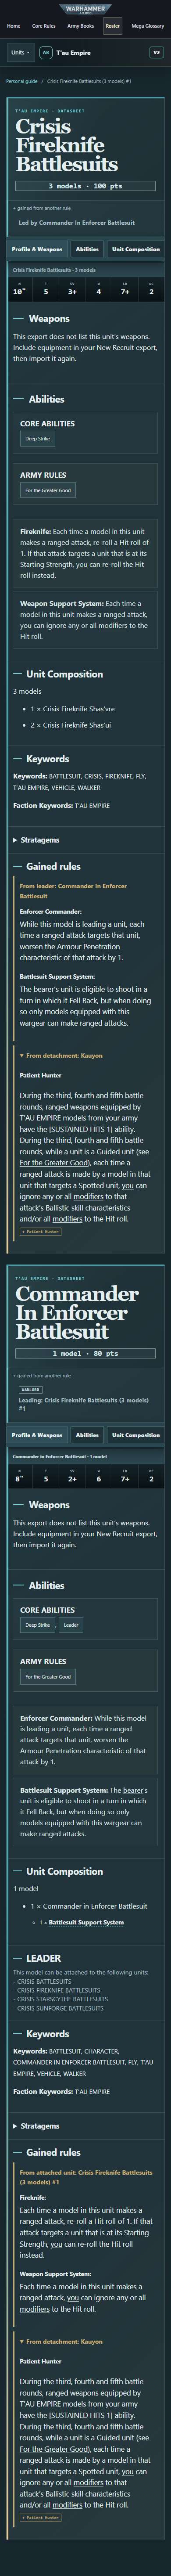 WARHAMMER
40,000
Home
Core Rules
Army Books
Roster
Mega Glossary
Units
T'au Empire
Personal guide / Crisis Fireknife Battlesuits (3 models) #1
T'AU EMPIRE · DATASHEET
Crisis
Fireknife
Battlesuits
3 models · 100 pts
+ gained from another rule
Led by Commander In Enforcer Battlesuit
Profile & Weapons
Abilities
Unit Composition
Crisis Fireknife Battlesuits · 3 models
M T SV W LD OC
10" 5 3+ 4 7+ 2
Weapons
This export does not list this unit's weapons.
Include equipment in your New Recruit export,
then import it again.
Abilities
CORE ABILITIES
Deep Strike
ARMY RULES
For the Greater Good
Fireknife: Each time a model in this unit
makes a ranged attack, re-roll a Hit roll of
1. If that attack targets a unit that is at its
Starting Strength, you can re-roll the Hit
roll instead.
Weapon Support System: Each time a
model in this unit makes a ranged attack,
you can ignore any or all modifiers to the
Hit roll.
Unit Composition
3 models
1 × Crisis Fireknife Shas'vre
2 × Crisis Fireknife Shas'ui
Keywords
Keywords: BATTLESUIT, CRISIS, FIREKNIFE, FLY,
T'AU EMPIRE, VEHICLE, WALKER
Faction Keywords: T'AU EMPIRE
Stratagems
Gained rules
From leader: Commander In Enforcer
Battlesuit
Enforcer Commander:
While this model is leading a unit, each
time a ranged attack targets that unit,
worsen the Armour Penetration
characteristic of that attack by 1.
Battlesuit Support System:
The bearer's unit is eligible to shoot in a
turn in which it Fell Back, but when doing
so only models equipped with this
wargear can make ranged attacks.
From detachment: Kauyon
Patient Hunter
During the third, fourth and fifth battle
rounds, ranged weapons equipped by
T'AU EMPIRE models from your army
have the [SUSTAINED HITS 1] ability.
During the third, fourth and fifth battle
rounds, while a unit is a Guided unit (see
For the Greater Good), each time a
ranged attack is made by a model in that
unit that targets a Spotted unit, you can
ignore any or all modifiers to that
attack's Ballistic skill characteristics
and/or all modifiers to the Hit roll.
+ Patient Hunter
T'AU EMPIRE · DATASHEET
Commander
In Enforcer
Battlesuit
1 model · 80 pts
+ gained from another rule
WARLORD
Leading: Crisis Fireknife Battlesuits (3 models)
#1
Profile & Weapons
Abilities
Unit Composition
Commander in Enforcer Battlesuit · 1 model
M T SV W LD OC
8" 5 2+ 6 7+ 2
Weapons
This export does not list this unit's weapons.
Include equipment in your New Recruit export,
then import it again.
Abilities
CORE ABILITIES
Deep Strike, Leader
ARMY RULES
For the Greater Good
Enforcer Commander: While this model
is leading a unit, each time a ranged
attack targets that unit, worsen the
Armour Penetration characteristic of that
attack by 1.
Battlesuit Support System: The bearer's
unit is eligible to shoot in a turn in which
it Fell Back, but when doing so only
models equipped with this wargear can
make ranged attacks.
Unit Composition
1 model
1 × Commander in Enforcer Battlesuit
1 × Battlesuit Support System
LEADER
This model can be attached to the following units:
- CRISIS BATTLESUITS
- CRISIS FIREKNIFE BATTLESUITS
- CRISIS STARSCYTHE BATTLESUITS
- CRISIS SUNFORGE BATTLESUITS
Keywords
Keywords: BATTLESUIT, CHARACTER,
COMMANDER IN ENFORCER BATTLESUIT, FLY, T'AU
EMPIRE, VEHICLE, WALKER
Faction Keywords: T'AU EMPIRE
Stratagems
Gained rules
From attached unit: Crisis Fireknife Battlesuits
(3 models) #1
Fireknife:
Each time a model in this unit makes a
ranged attack, re-roll a Hit roll of 1. If that
attack targets a unit that is at its Starting
Strength, you can re-roll the Hit roll
instead.
Weapon Support System:
Each time a model in this unit makes a
ranged attack, you can ignore any or all
modifiers to the Hit roll.
From detachment: Kauyon
Patient Hunter
During the third, fourth and fifth battle
rounds, ranged weapons equipped by
T'AU EMPIRE models from your army
have the [SUSTAINED HITS 1] ability.
During the third, fourth and fifth battle
rounds, while a unit is a Guided unit (see
For the Greater Good), each time a
ranged attack is made by a model in that
unit that targets a Spotted unit, you can
ignore any or all modifiers to that
attack's Ballistic skill characteristics
and/or all modifiers to the Hit roll.
+ Patient Hunter